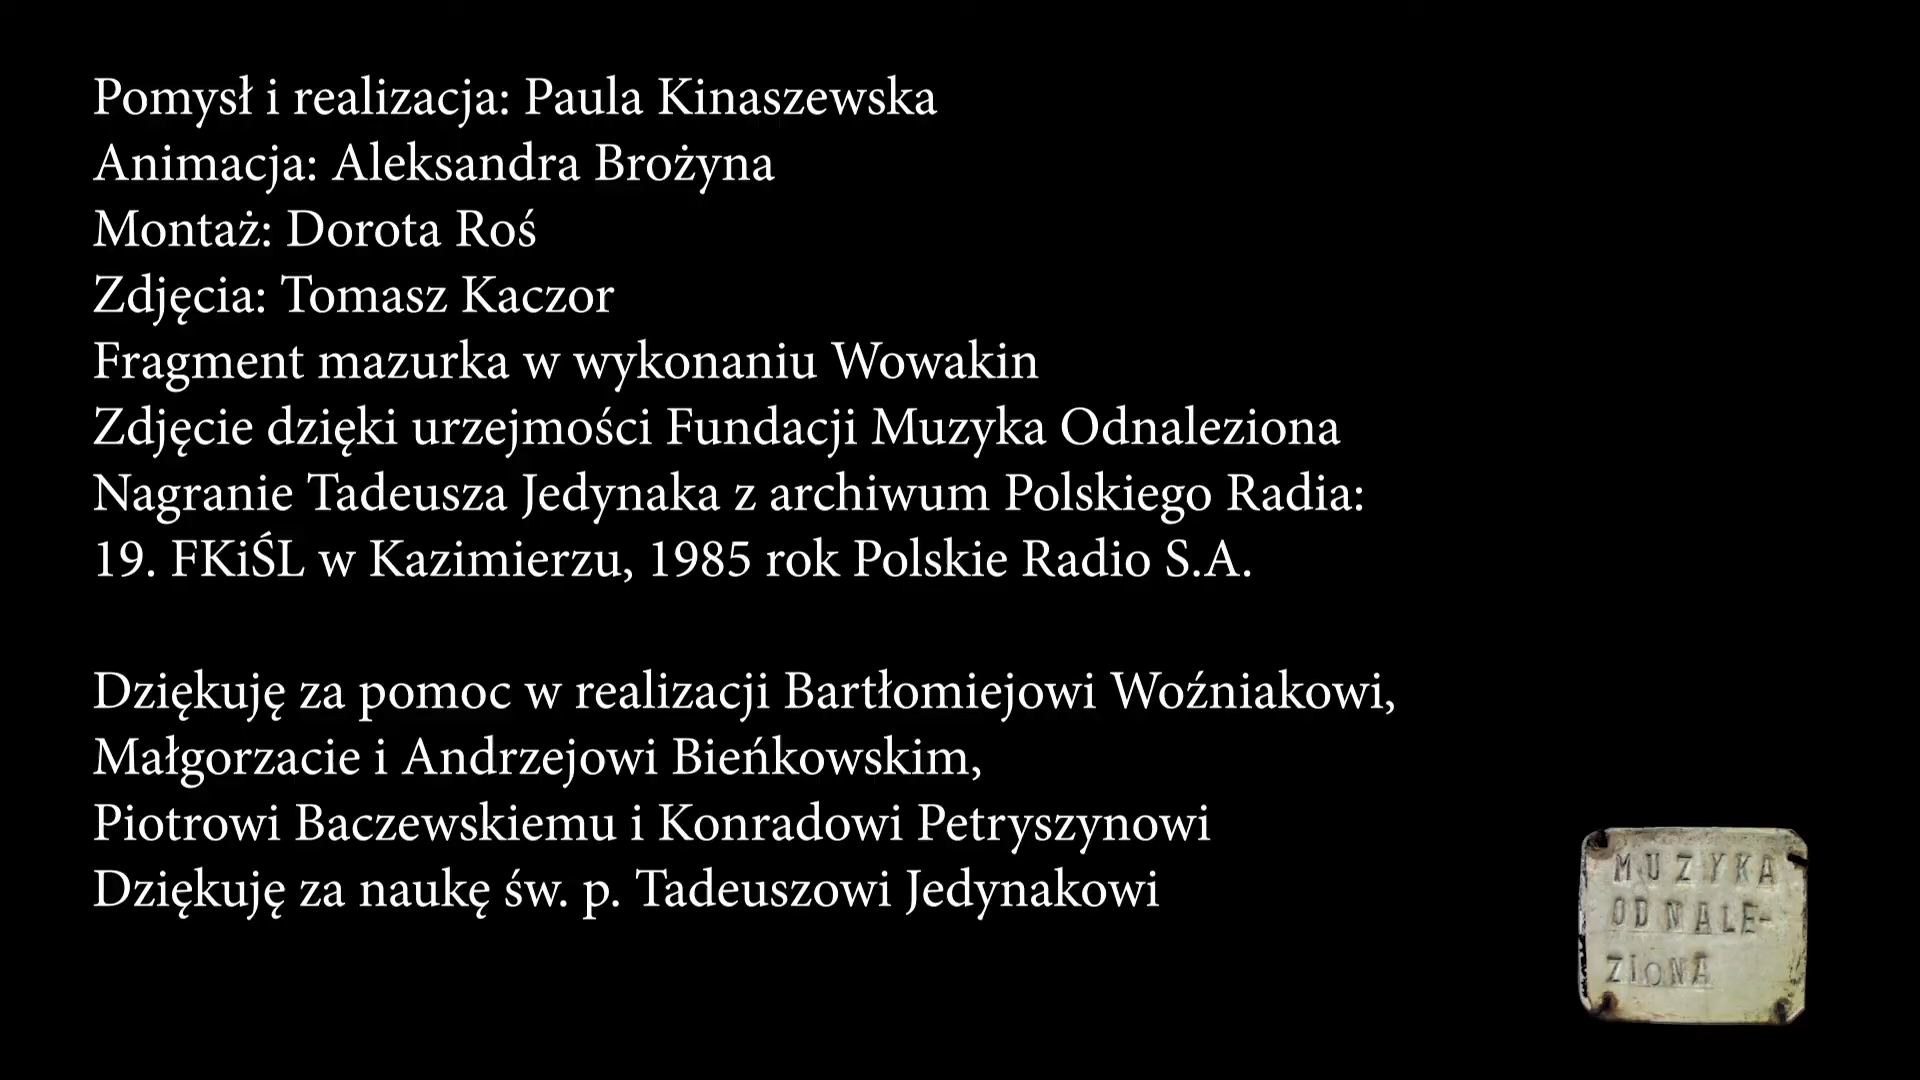 Pomysł i realizacja: Paula Kinaszewska
Animacja: Aleksandra Brożyna
Montaż: Dorota Roś
Zdjęcia: Tomasz Kaczor
Fragment mazurka w wykonaniu Wowakin
Zdjęcie dzięki urzejmości Fundacji Muzyka Odnaleziona
Nagranie Tadeusza Jedynaka z archiwum Polskiego Radia:
19. FKiŚL w Kazimierzu, 1985 rok Polskie Radio S.A.
Dziękuję za pomoc w realizacji Bartłomiejowi Woźniakowi,
Małgorzacie i Andrzejowi Bieńkowskim,
Piotrowi Baczewskiemu i Konradowi Petryszynowi
Dziękuję za naukę św. p. Tadeuszowi Jedynakowi
MUZYKA
ODNALE-
ZIONA